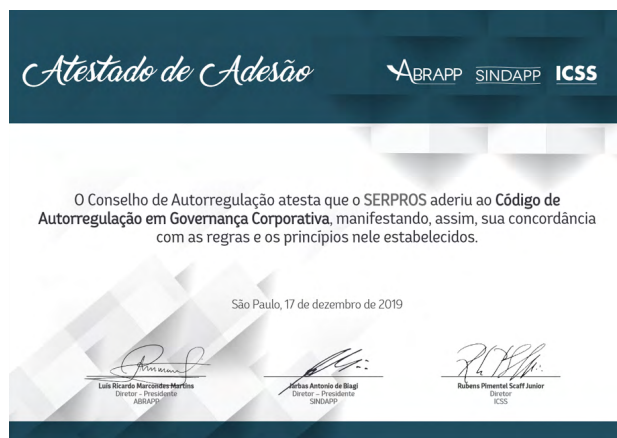 Atestado de Adesão
ABRAPP SINDAPP ICSS
O Conselho de Autorregulação atesta que o SERPROS aderiu ao Código de
Autorregulação em Governança Corporativa, manifestando, assim, sua concordância
com as regras e os princípios nele estabelecidos.
São Paulo, 17 de dezembro de 2019
Luis Ricardo Marcondes Martins
Diretor – Presidente
ABRAPP
Jarbas Antonio de Biagi
Diretor – Presidente
SINDAPP
Rubens Pimentel Scaff Junior
Diretor
ICSS